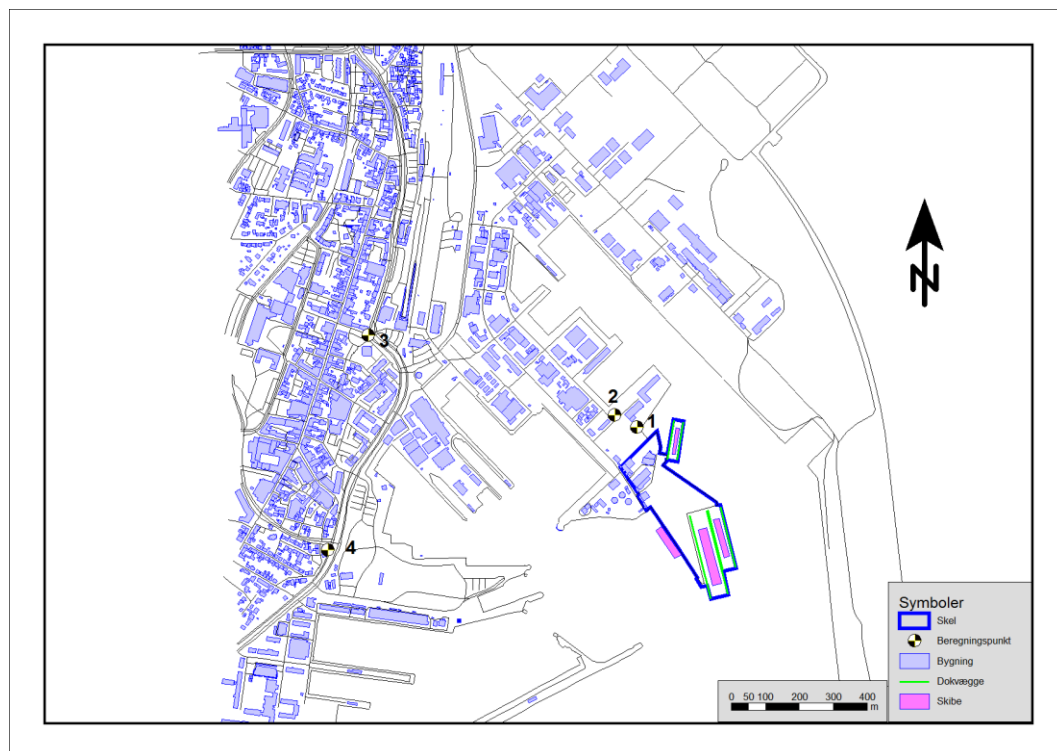 N
3
2
1
4
Symboler
Skel
Beregningspunkt
Bygning
Dokvægge
Skibe
0 50 100 200 300 400
m